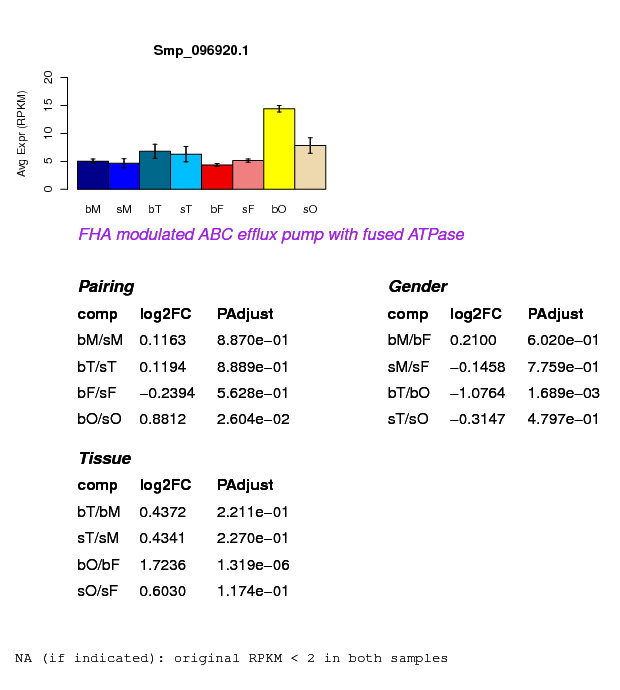 Smp_096920.1
Avg Expr (RPKM)
20
15
10
5
0
bM sM bT sT bF sF bO sO
FHA modulated ABC efflux pump with fused ATPase
Pairing
comp log2FC PAdjust
bM/sM 0.1163 8.870e−01
bT/sT 0.1194 8.889e−01
bF/sF −0.2394 5.628e−01
bO/sO 0.8812 2.604e−02
Gender
comp log2FC PAdjust
bM/bF 0.2100 6.020e−01
sM/sF −0.1458 7.759e−01
bT/bO −1.0764 1.689e−03
sT/sO −0.3147 4.797e−01
Tissue
comp log2FC PAdjust
bT/bM 0.4372 2.211e−01
sT/sM 0.4341 2.270e−01
bO/bF 1.7236 1.319e−06
sO/sF 0.6030 1.174e−01
NA (if indicated): original RPKM < 2 in both samples